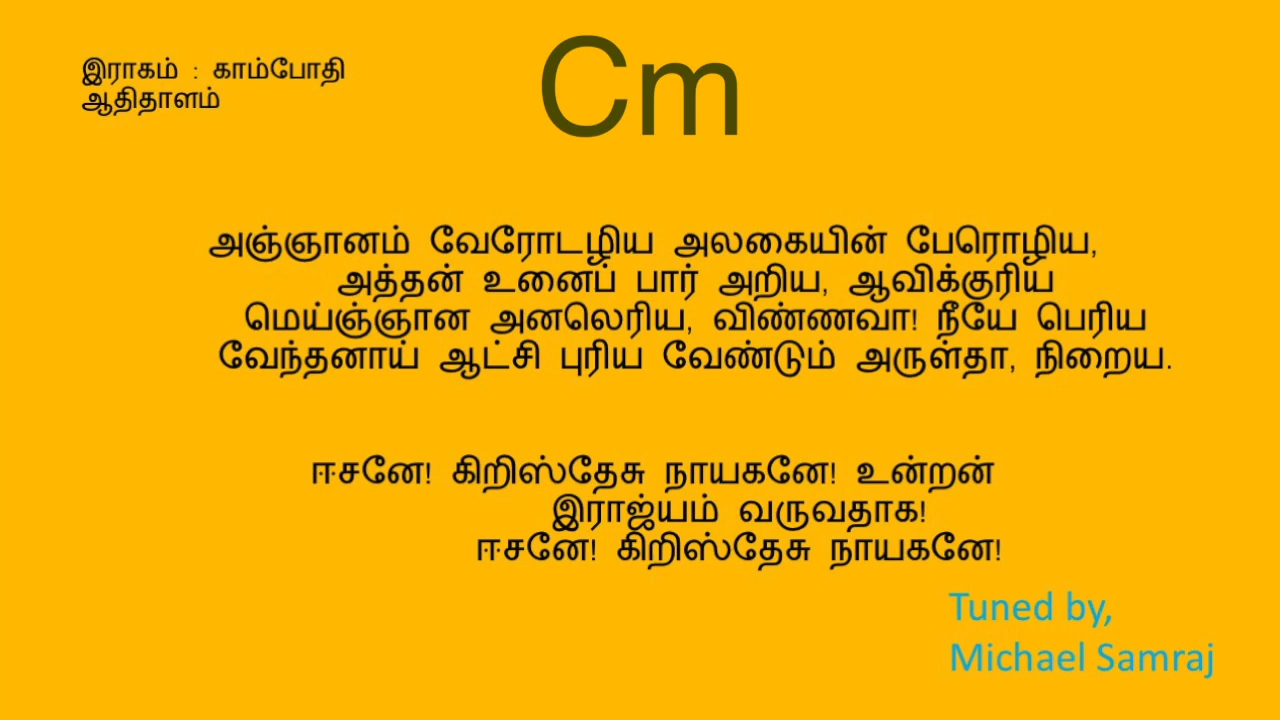 இராகம் : காம்போதி
ஆதிதாளம்
Cm
அஞ்ஞானம் வேரோடழிய அலகையின் பேரொழிய,
அத்தன் உனைப் பார் அறிய, ஆவிக்குரிய
மெய்ஞ்ஞான அனலெரிய, விண்ணவா! நீயே பெரிய
வேந்தனாய் ஆட்சி புரிய வேண்டும் அருள்தா, நிறைய.
ஈசனே! கிறிஸ்தேசு நாயகனே! உன்றன்
இராஜ்யம் வருவதாக!
ஈசனே! கிறிஸ்தேசு நாயகனே!
Tuned by,
Michael Samraj